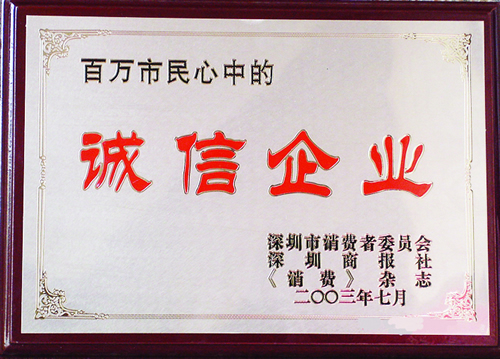 百万市民心中的
诚信企业
深圳市消费者委员会
深圳商报社
《消费》杂志
二〇〇三年七月